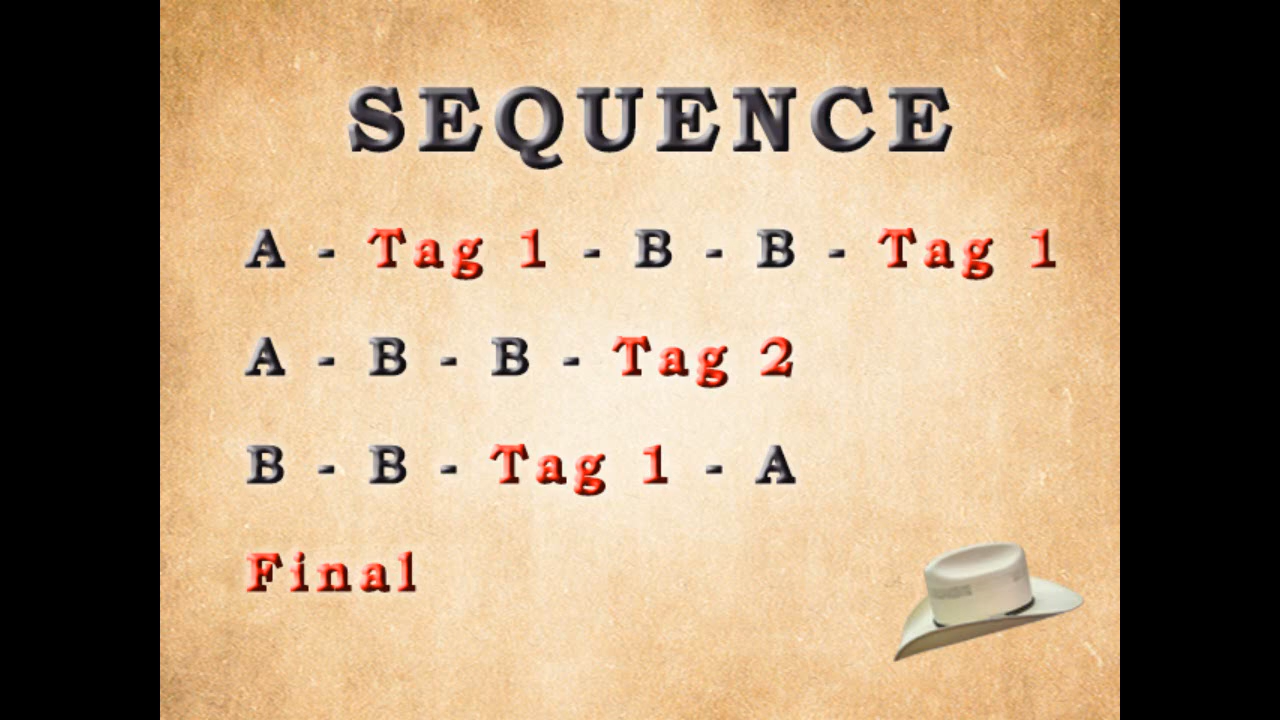 SEQUENCE
A - Tag 1 - B - B - Tag 1
A - B - B - Tag 2
B - B - Tag 1 - A
Final